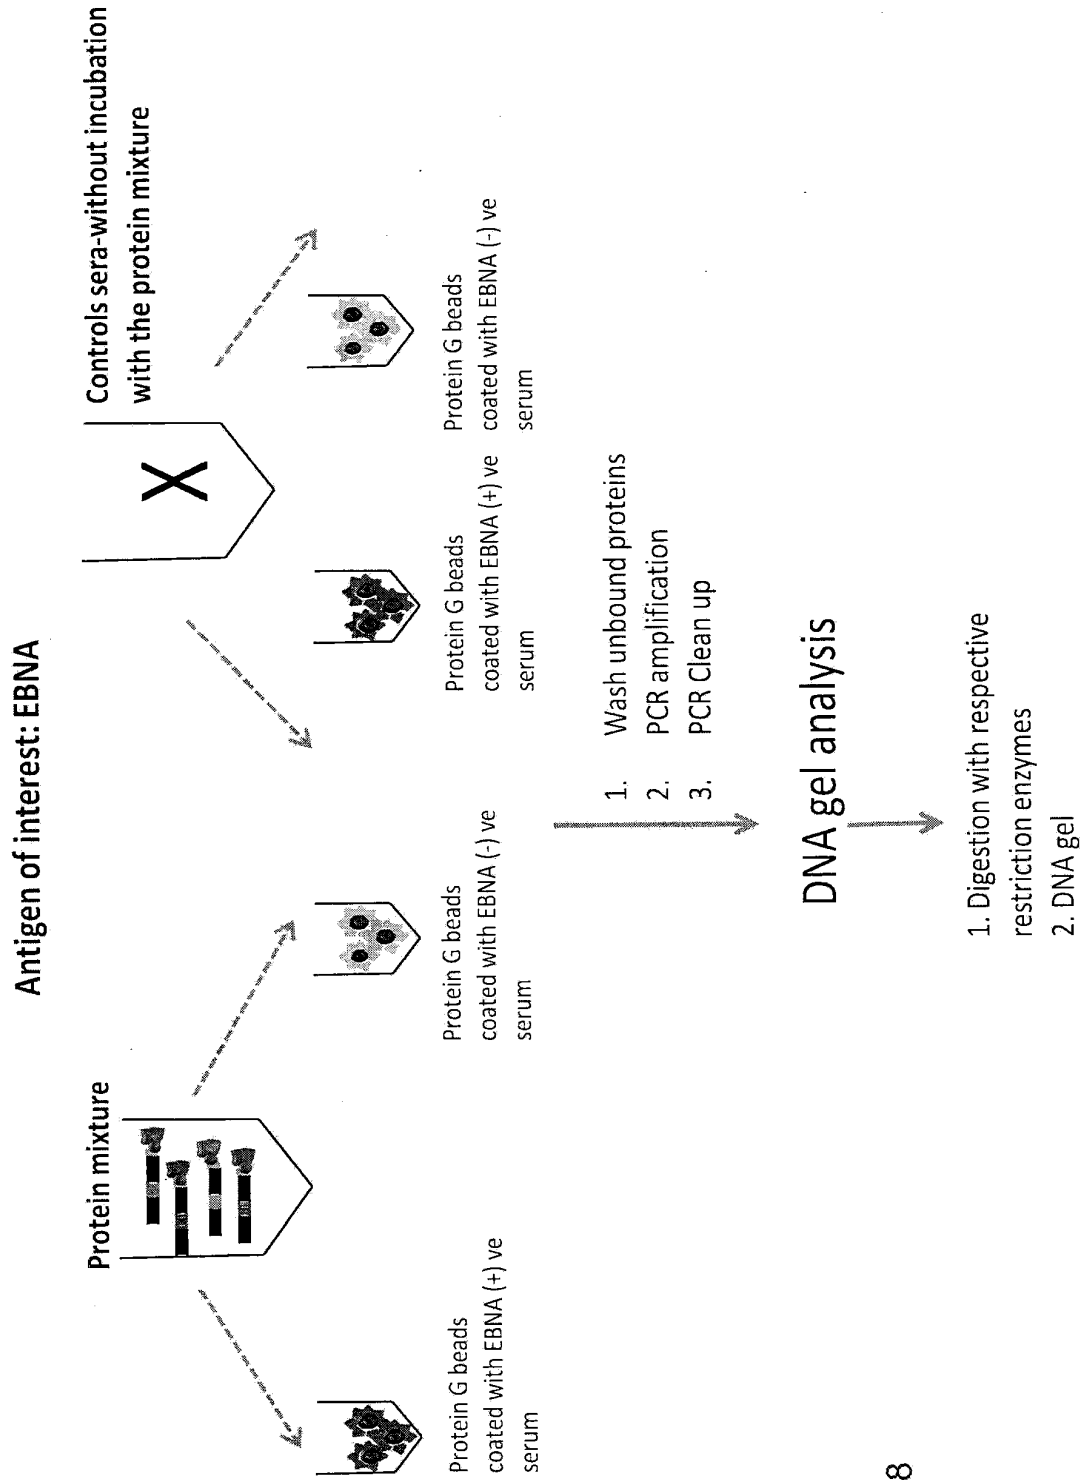 Antigen of interest: EBNA
Protein mixture
Controls sera-without incubation
with the protein mixture
X
Protein G beads
coated with EBNA (+) ve
serum
Protein G beads
coated with EBNA (-) ve
serum
Protein G beads
coated with EBNA (+) ve
serum
Protein G beads
coated with EBNA (-) ve
serum
1. Wash unbound proteins
2. PCR amplification
3. PCR Clean up
DNA gel analysis
1. Digestion with respective
restriction enzymes
2. DNA gel
8